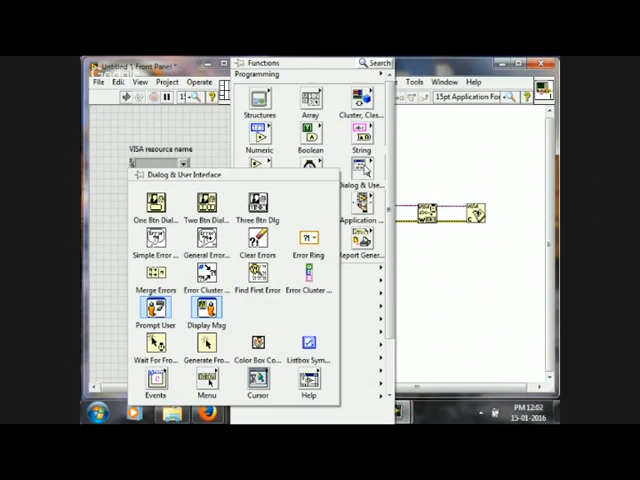 Untitled 1 Front Panel *
Functions
Search
Programming
File Edit View Project Operate
Tools Window Help
15pt Application Fon
Structures Array Cluster, Clas...
Numeric Boolean String
VISA resource name
Dialog & User Interface
Dialog & Use...
One Btn Dial... Two Btn Dial... Three Btn Dlg
Application ...
Simple Error ... General Error... Clear Errors Error Ring
Report Gener...
Merge Errors Error Cluster ... Find First Error Error Cluster ...
Prompt User Display Msg
Wait For Fro... Generate Fro... Color Box Co... Listbox Sym...
Events Menu Cursor Help
PM 12:02
15-01-2016